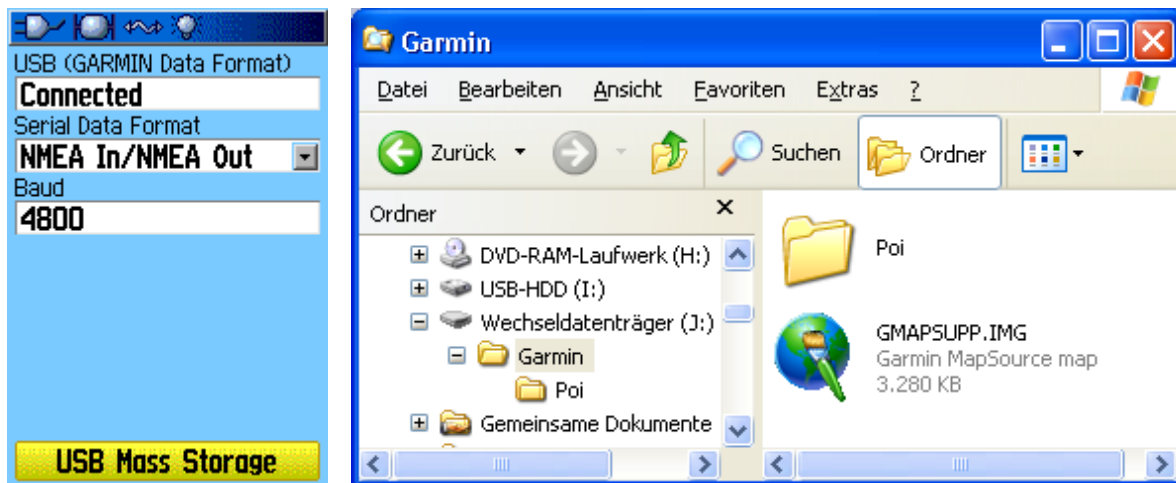 USB (GARMIN Data Format)
Connected
Serial Data Format
NMEA In/NMEA Out
Baud
4800
USB Mass Storage
Garmin
Datei Bearbeiten Ansicht Favoriten Extras ?
Zurück Suchen Ordner
Ordner
DVD-RAM-Laufwerk (H:)
USB-HDD (I:)
Wechseldatenträger (J:)
Garmin
Poi
Gemeinsame Dokumente
Poi
GMAPSUPP.IMG
Garmin MapSource map
3.280 KB